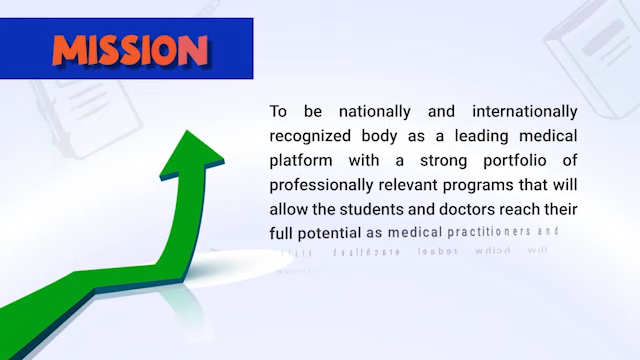 MISSION
To be nationally and internationally
recognized body as a leading medical
platform with a strong portfolio of
professionally relevant programs that will
allow the students and doctors reach their
full potential as medical practitioners and